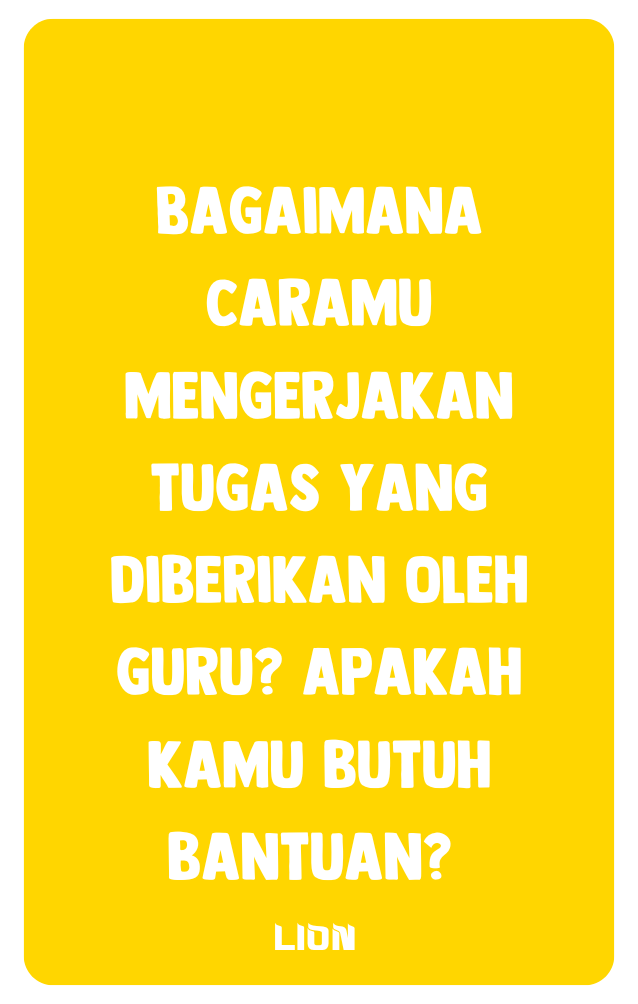 BAGAIMANA
CARAMU
MENGERJAKAN
TUGAS YANG
DIBERIKAN OLEH
GURU? APAKAH
KAMU BUTUH
BANTUAN?
LION